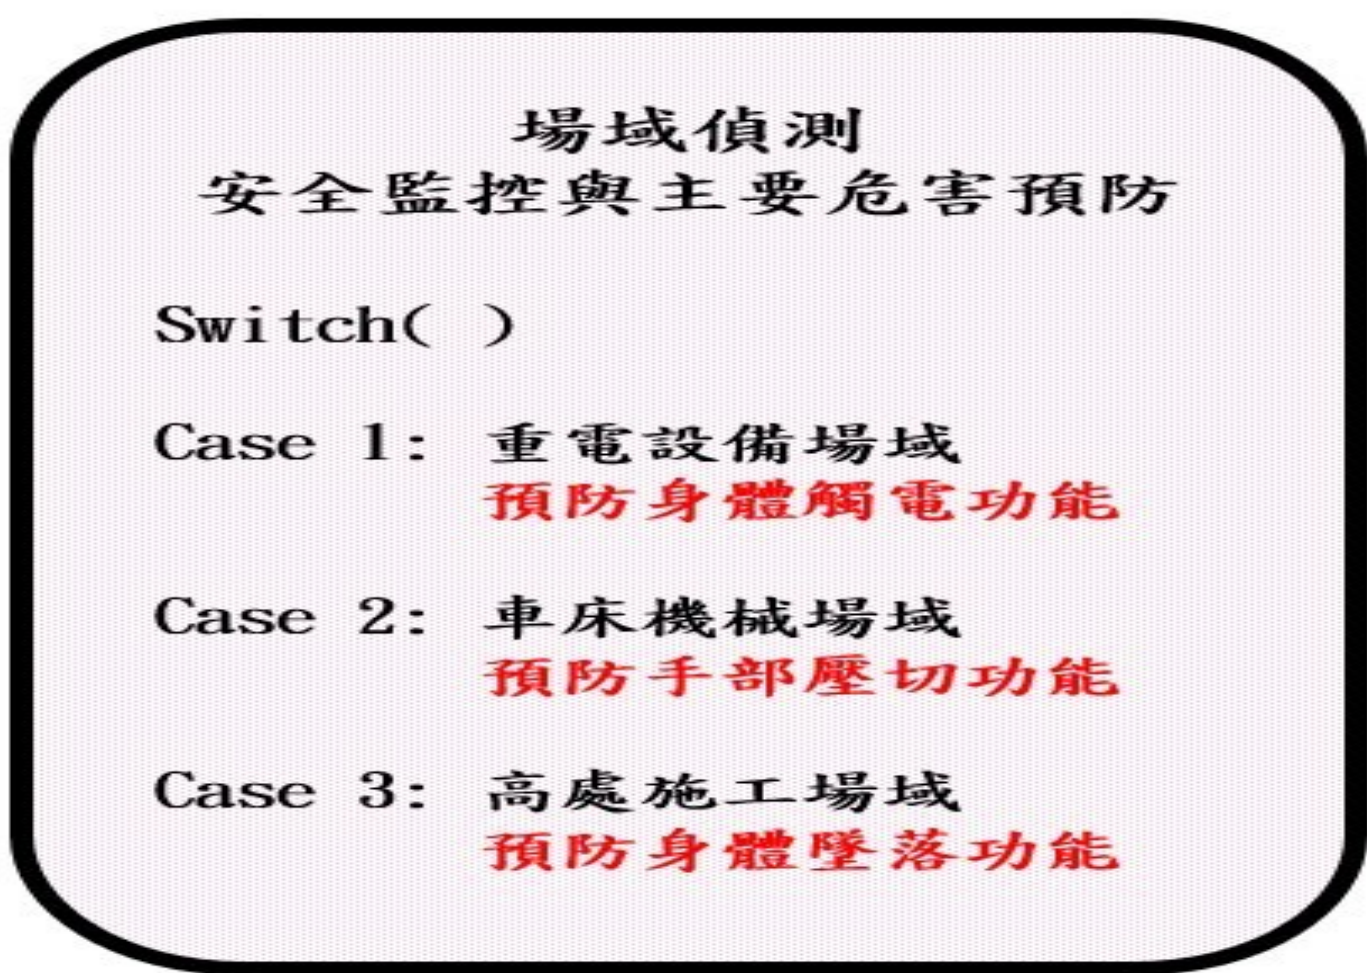 場域偵測
安全監控與主要危害預防
Switch( )
Case 1: 重電設備場域
預防身體觸電功能
Case 2: 車床機械場域
預防手部壓切功能
Case 3: 高處施工場域
預防身體墜落功能